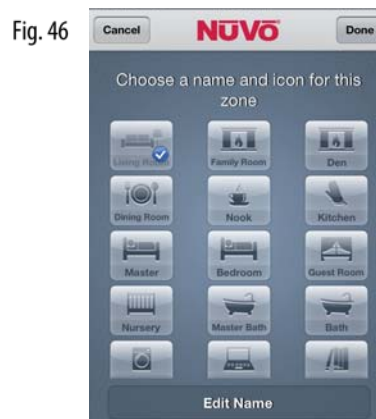 Fig. 46
Cancel
NŪVŌ
Done
Choose a name and icon for this
zone
Living Room
Family Room
Den
Dining Room
Nook
Kitchen
Master
Bedroom
Guest Room
Nursery
Master Bath
Bath
Edit Name